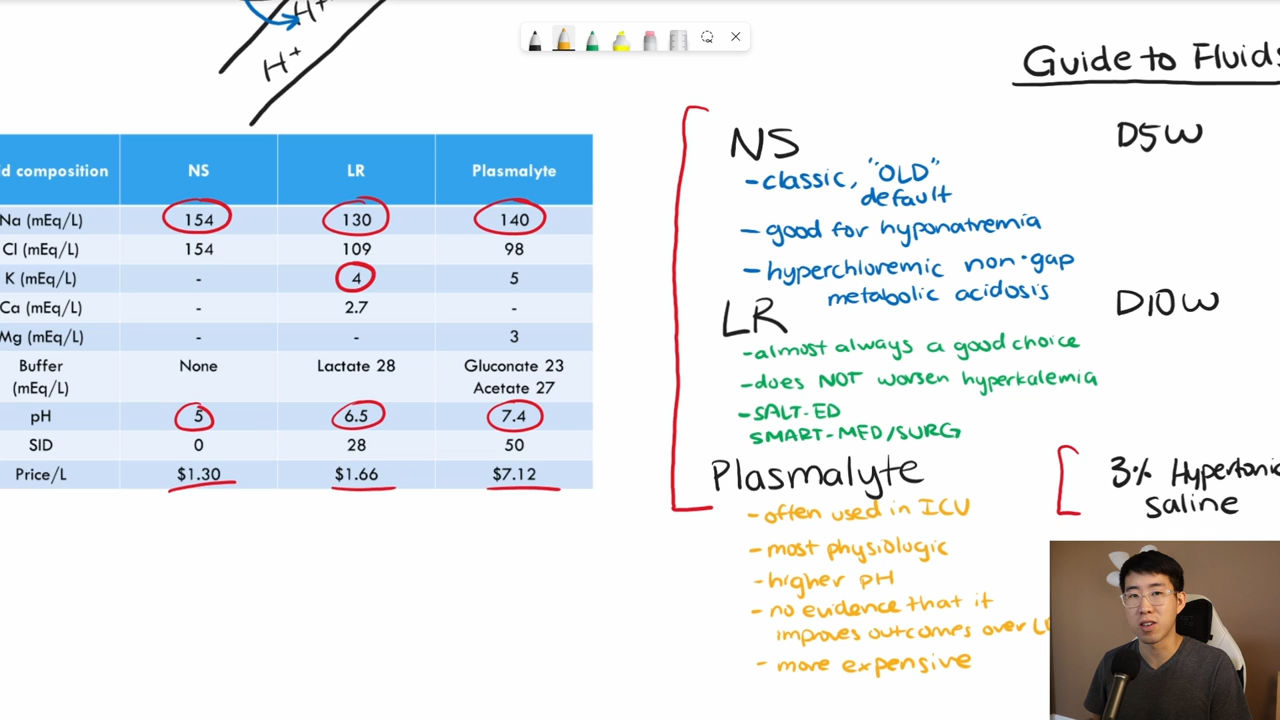 H+
H+
Guide to Fluids
d composition NS LR Plasmalyte
Na (mEq/L) 154 130 140
Cl (mEq/L) 154 109 98
K (mEq/L) - 4 5
Ca (mEq/L) - 2.7 -
Mg (mEq/L) - - 3
Buffer (mEq/L) None Lactate 28 Gluconate 23 Acetate 27
pH 5 6.5 7.4
SID 0 28 50
Price/L $1.30 $1.66 $7.12
NS
- classic, "OLD"
default
- good for hyponatremia
- hyperchloremic non-gap
metabolic acidosis
LR
- almost always a good choice
- does NOT worsen hyperkalemia
- SALT-ED
SMART-MED/SURG
Plasmalyte
- often used in ICU
- most physiologic
- higher pH
- no evidence that it
improves outcomes over L
- more expensive
D5W
D10W
3% Hypertonic
saline